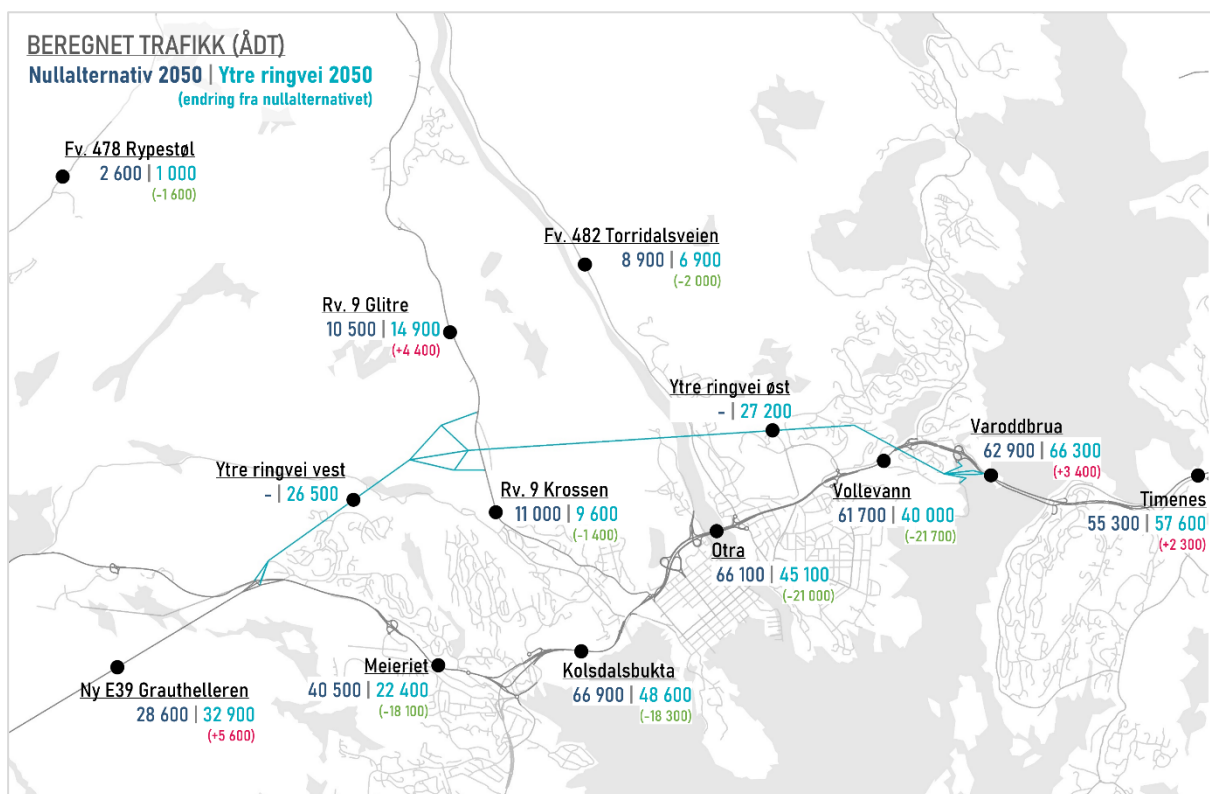 BEREGNET TRAFIKK (ÅDT)
Nullalternativ 2050 | Ytre ringvei 2050
(endring fra nullalternativet)
Fv. 478 Rypestøl
2 600 | 1 000
(-1 600)
Fv. 482 Torridalsveien
8 900 | 6 900
(-2 000)
Rv. 9 Glitre
10 500 | 14 900
(+4 400)
Ytre ringvei øst
- | 27 200
Varoddbrua
62 900 | 66 300
(+3 400)
Ytre ringvei vest
- | 26 500
Rv. 9 Krossen
11 000 | 9 600
(-1 400)
Vollevann
61 700 | 40 000
(-21 700)
Timenes
55 300 | 57 600
(+2 300)
Otra
66 100 | 45 100
(-21 000)
Meieriet
40 500 | 22 400
(-18 100)
Kolsdalsbukta
66 900 | 48 600
(-18 300)
Ny E39 Grauthelleren
28 600 | 32 900
(+5 600)